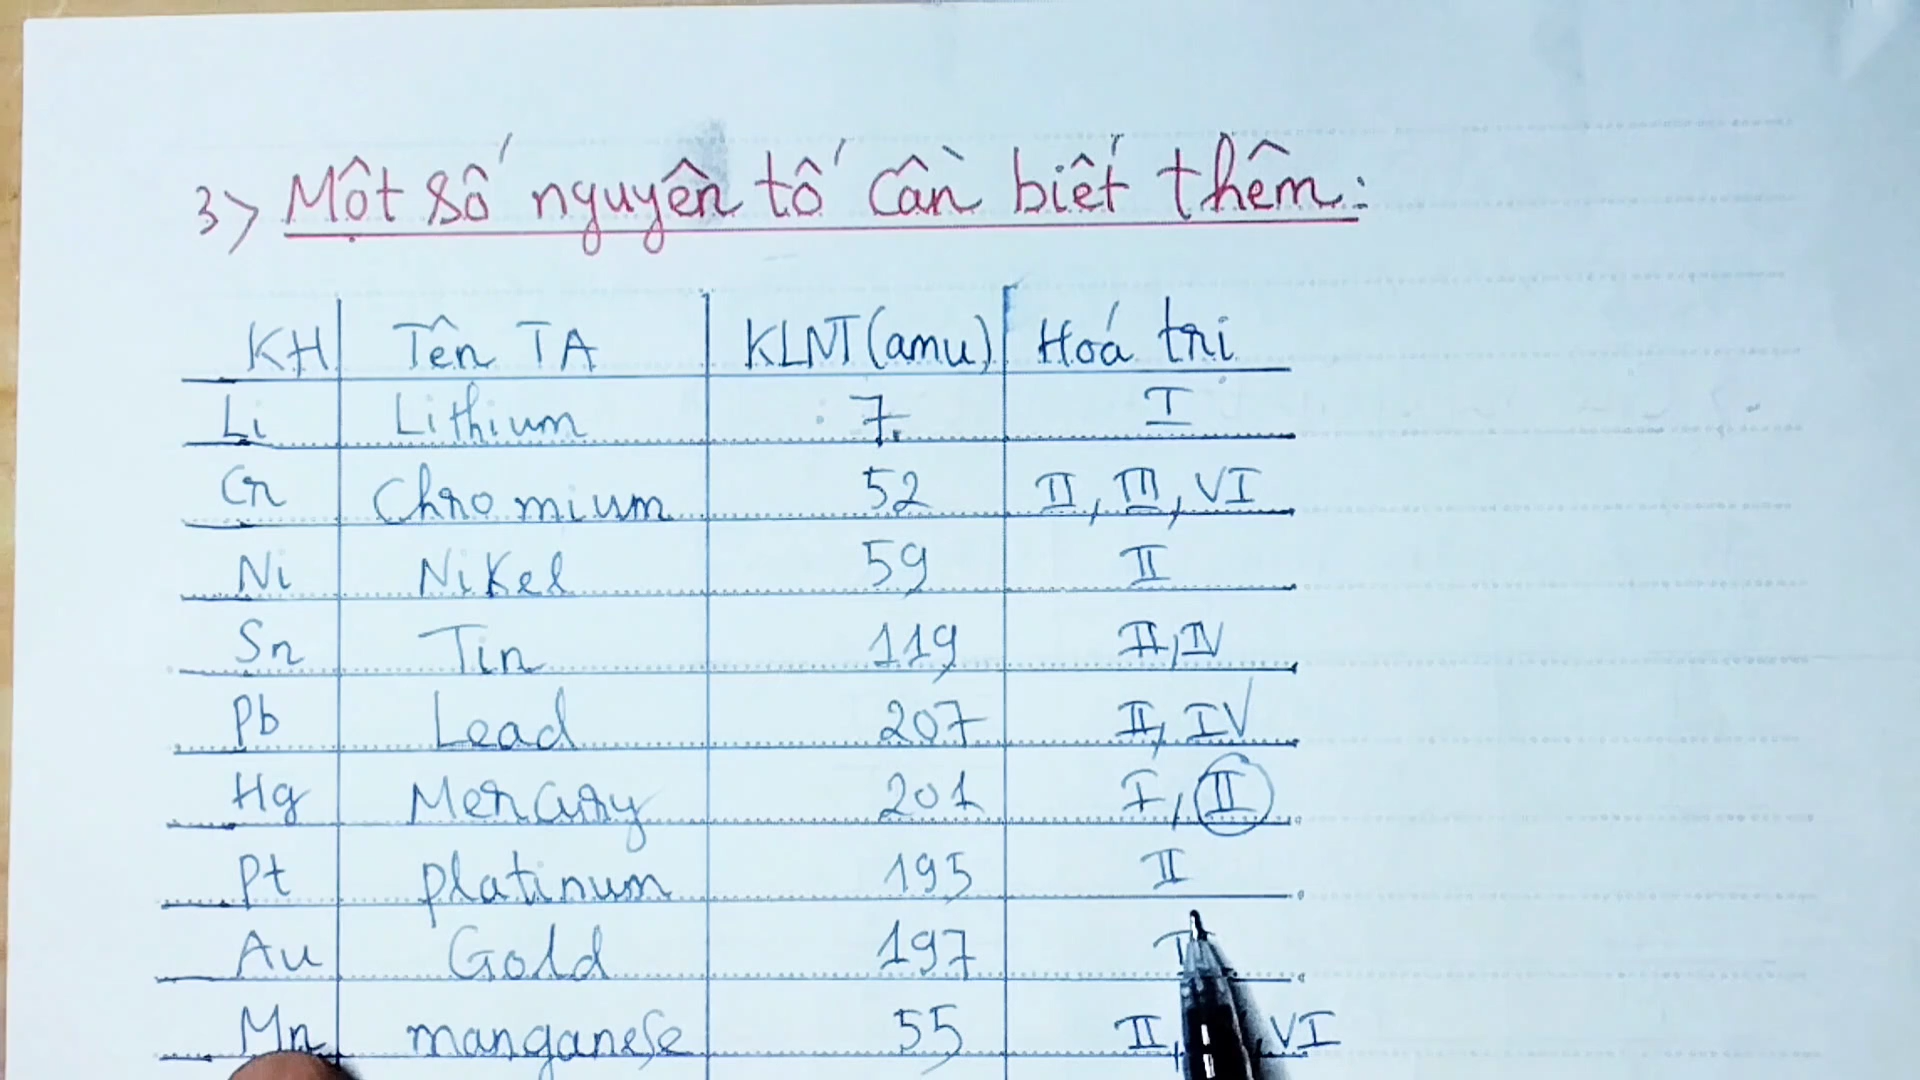 3> Một số nguyên tố cần biết thêm:
KH Tên TA KLNT(amu) Hoá trị
Li Lithium 7 I
Cr Chromium 52 II, III, VI
Ni Nikel 59 II
Sn Tin 119 II, IV
Pb Lead 207 II, IV
Hg Mercury 201 I, II
Pt platinum 195 II
Au Gold 197
Mn manganese 55 II, , VI